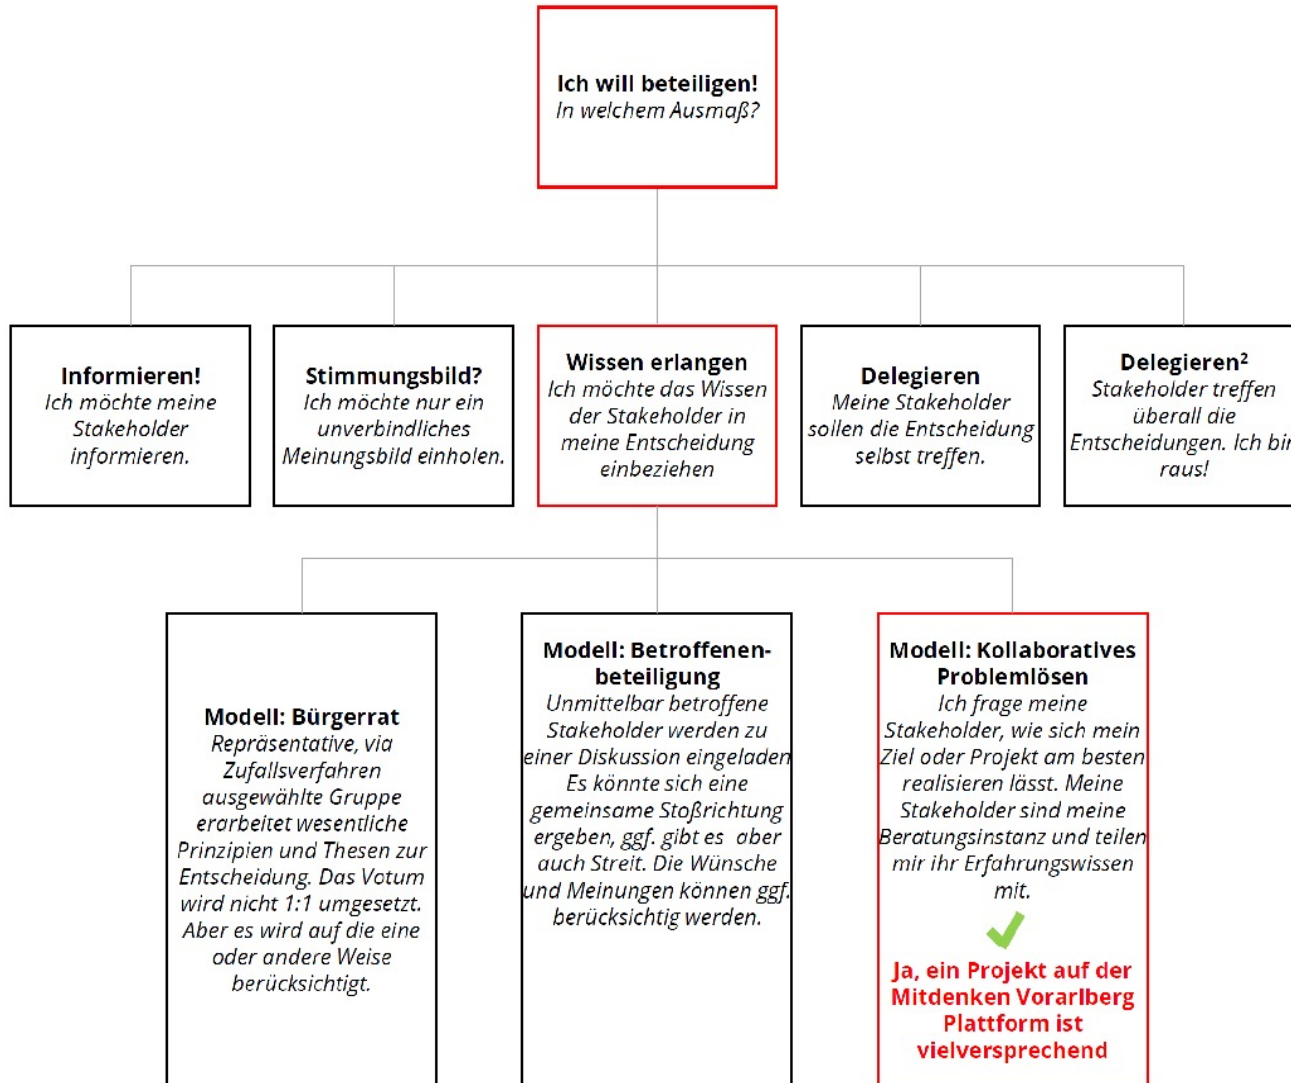 Ich will beteiligen!
In welchem Ausmaß?
Informieren!
Ich möchte meine
Stakeholder
informieren.
Stimmungsbild?
Ich möchte nur ein
unverbindliches
Meinungsbild einholen.
Wissen erlangen
Ich möchte das Wissen
der Stakeholder in
meine Entscheidung
einbeziehen
Delegieren
Meine Stakeholder
sollen die Entscheidung
selbst treffen.
Delegieren²
Stakeholder treffen
überall die
Entscheidungen. Ich bin
raus!
Modell: Bürgerrat
Repräsentative, via
Zufallsverfahren
ausgewählte Gruppe
erarbeitet wesentliche
Prinzipien und Thesen zur
Entscheidung. Das Votum
wird nicht 1:1 umgesetzt.
Aber es wird auf die eine
oder andere Weise
berücksichtigt.
Modell: Betroffenen-
beteiligung
Unmittelbar betroffene
Stakeholder werden zu
einer Diskussion eingeladen
Es könnte sich eine
gemeinsame Stoßrichtung
ergeben, ggf. gibt es aber
auch Streit. Die Wünsche
und Meinungen können ggf.
berücksichtig werden.
Modell: Kollaboratives
Problemlösen
Ich frage meine
Stakeholder, wie sich mein
Ziel oder Projekt am besten
realisieren lässt. Meine
Stakeholder sind meine
Beratungsinstanz und teilen
mir ihr Erfahrungswissen
mit.
Ja, ein Projekt auf der
Mitdenken Vorarlberg
Plattform ist
vielversprechend